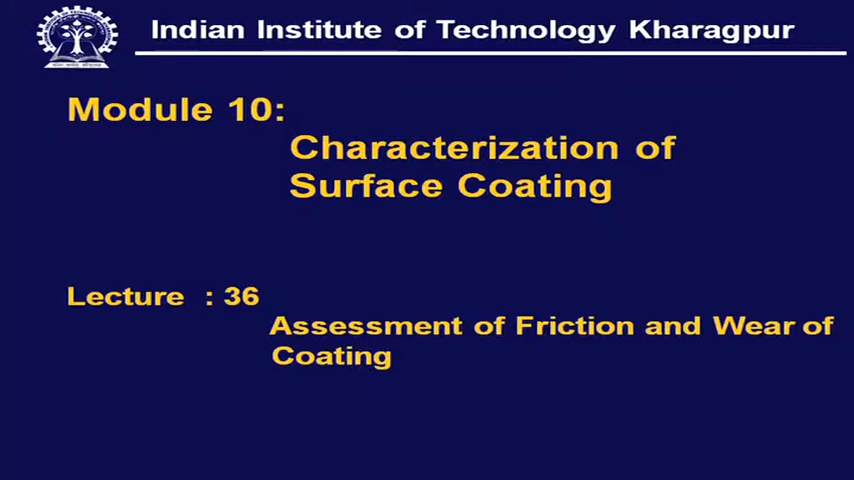 Indian Institute of Technology Kharagpur
Module 10:
Characterization of
Surface Coating
Lecture : 36
Assessment of Friction and Wear of
Coating